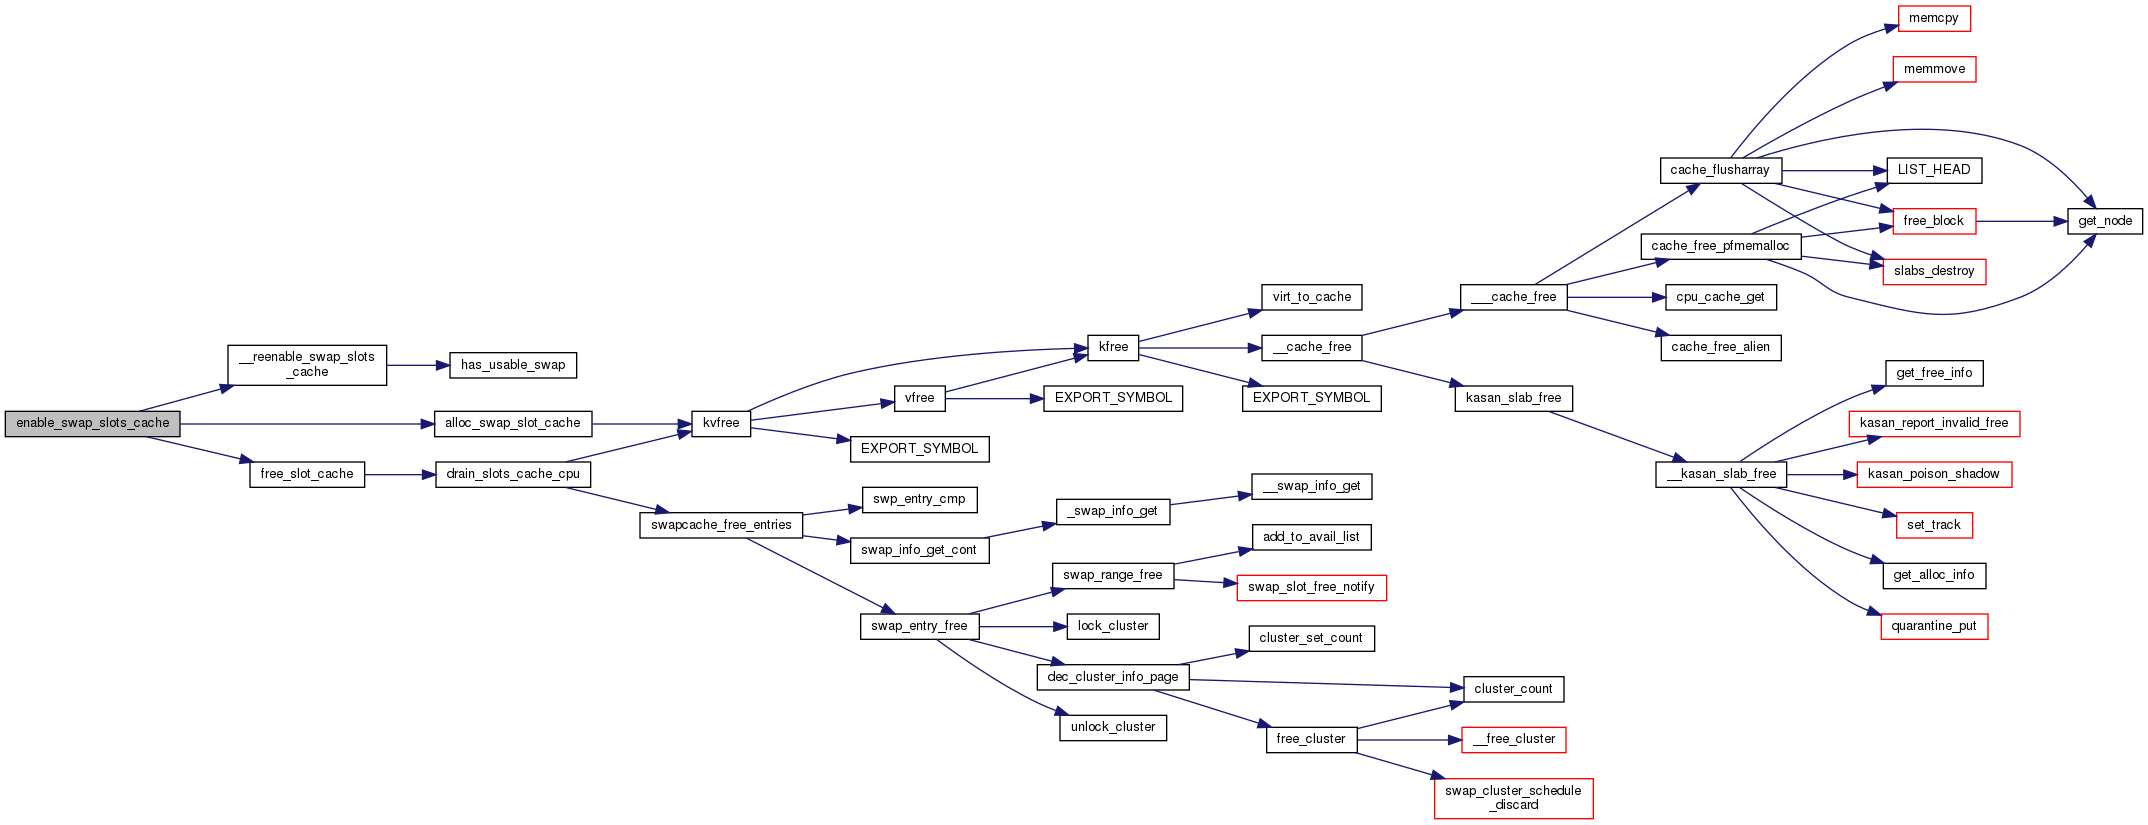 memcpy
memmove
cache_flusharray
LIST_HEAD
free_block
get_node
cache_free_pfmemalloc
slabs_destroy
virt_to_cache
___cache_free
cpu_cache_get
kfree
__cache_free
cache_free_alien
__reenable_swap_slots
_cache
has_usable_swap
get_free_info
vfree
EXPORT_SYMBOL
EXPORT_SYMBOL
kasan_slab_free
enable_swap_slots_cache
alloc_swap_slot_cache
kvfree
kasan_report_invalid_free
EXPORT_SYMBOL
free_slot_cache
drain_slots_cache_cpu
__kasan_slab_free
kasan_poison_shadow
__swap_info_get
swp_entry_cmp
_swap_info_get
swapcache_free_entries
set_track
add_to_avail_list
swap_info_get_cont
swap_range_free
get_alloc_info
swap_slot_free_notify
swap_entry_free
lock_cluster
quarantine_put
cluster_set_count
dec_cluster_info_page
cluster_count
unlock_cluster
free_cluster
__free_cluster
swap_cluster_schedule
_discard